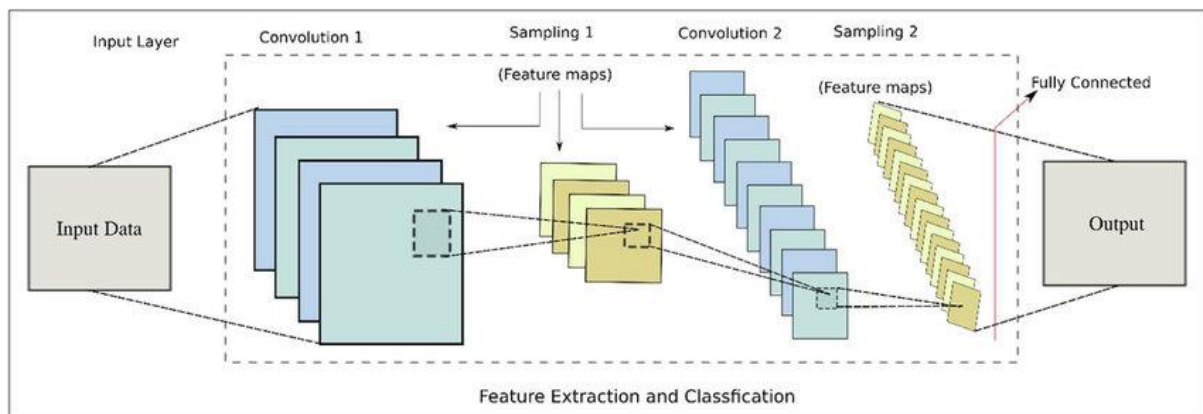 Input Layer
Convolution 1
Sampling 1
Convolution 2
Sampling 2
(Feature maps)
(Feature maps)
Fully Connected
Input Data
Output
Feature Extraction and Classfication